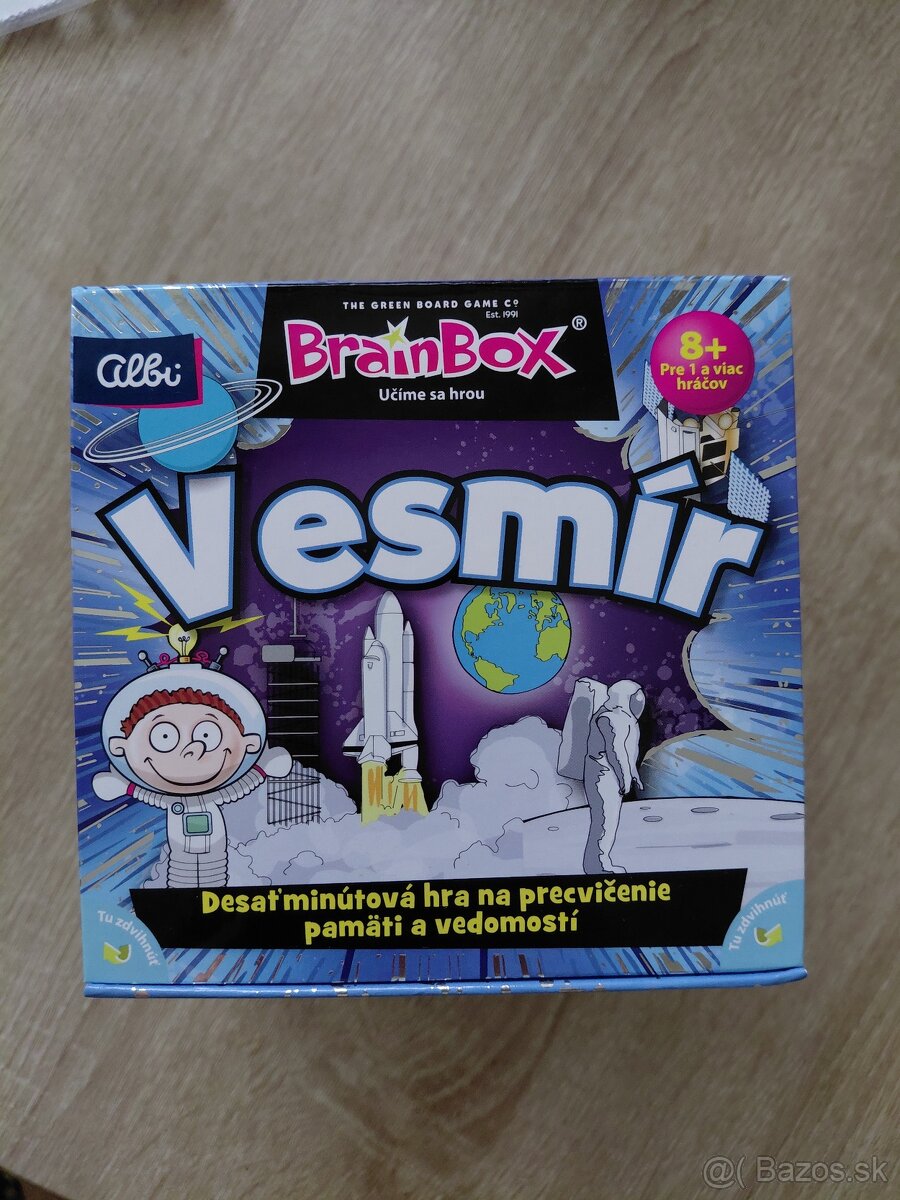 THE GREEN BOARD GAME Cº
Est. 1991
BrainBox®
Učíme sa hrou
albi
8+
Pre 1 a viac
hráčov
Vesmír
Desaťminútová hra na precvičenie
pamäti a vedomostí
Tu zdvihnúť
Tu zdvihnúť
@( Bazos.sk